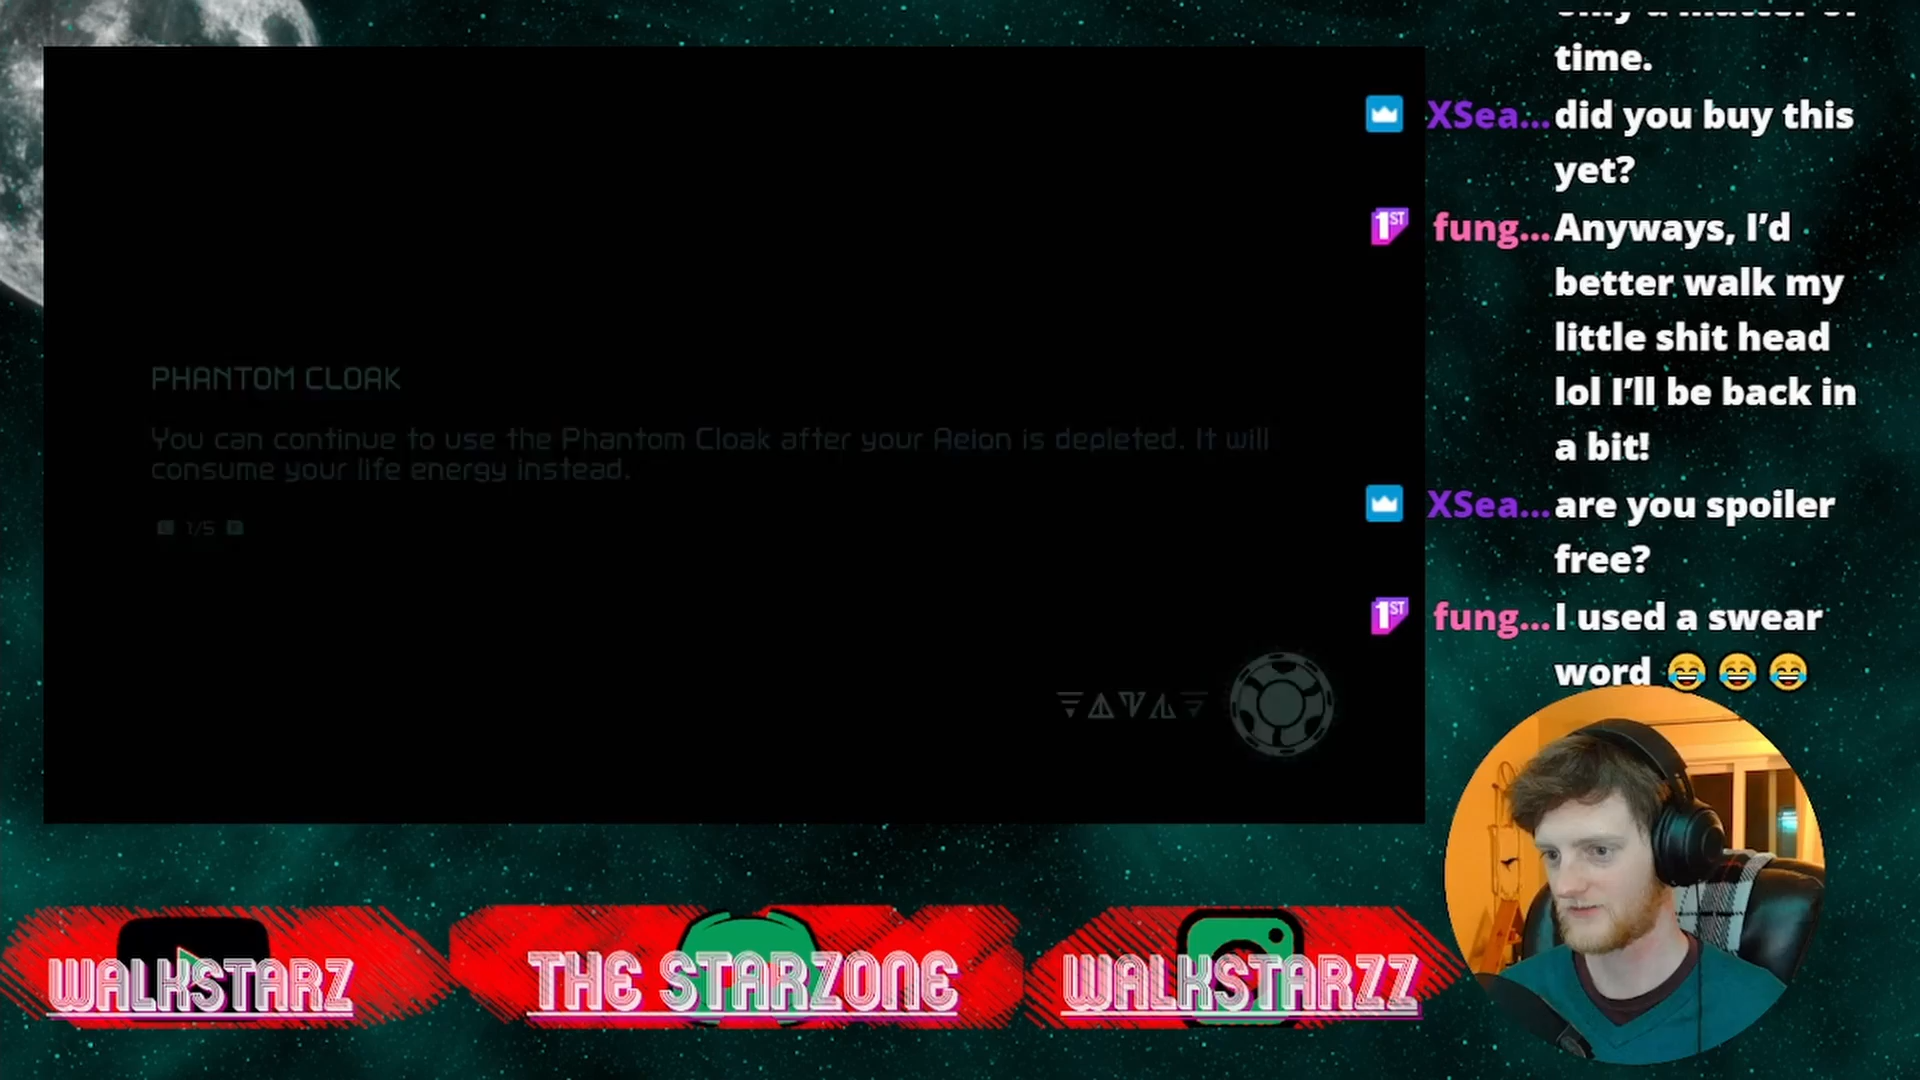 time.
XSea... did you buy this
yet?
fung... Anyways, I’d
better walk my
little shit head
lol I’ll be back in
a bit!
XSea... are you spoiler
free?
fung... I used a swear
word 😂 😂 😂
1ST
1ST
PHANTOM CLOAK
You can continue to use the Phantom Cloak after your Aeion is depleted. It will
consume your life energy instead.
1/5
WALKSTARZ
THE STARZONE
WALKSTARZZ